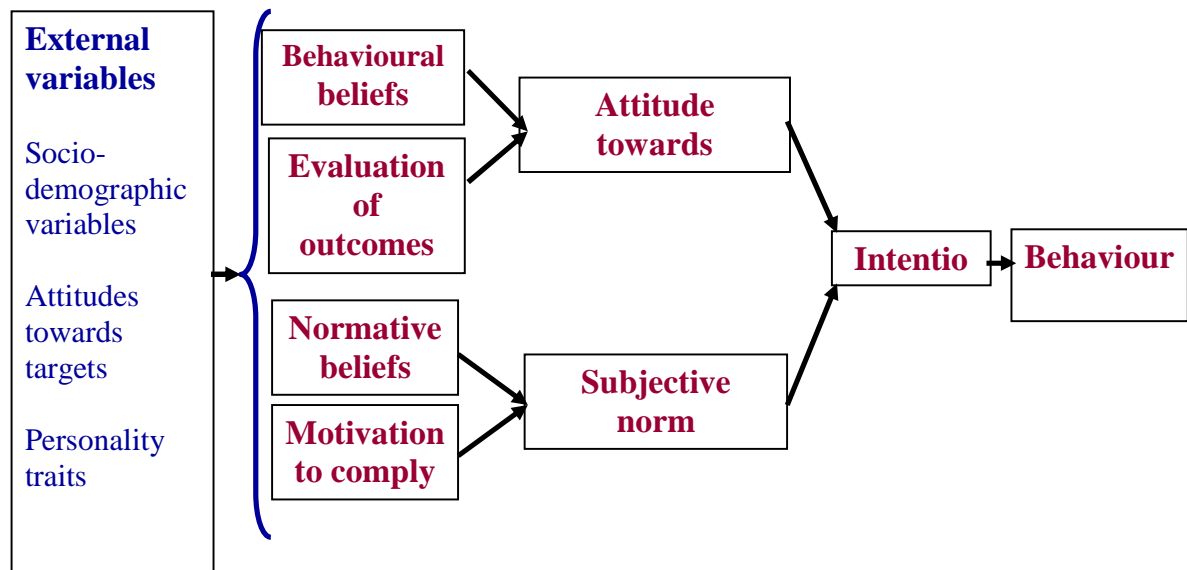 External
variables
Socio-
demographic
variables
Attitudes
towards
targets
Personality
traits
Behavioural
beliefs
Evaluation
of
outcomes
Normative
beliefs
Motivation
to comply
Attitude
towards
Subjective
norm
Intentio
Behaviour